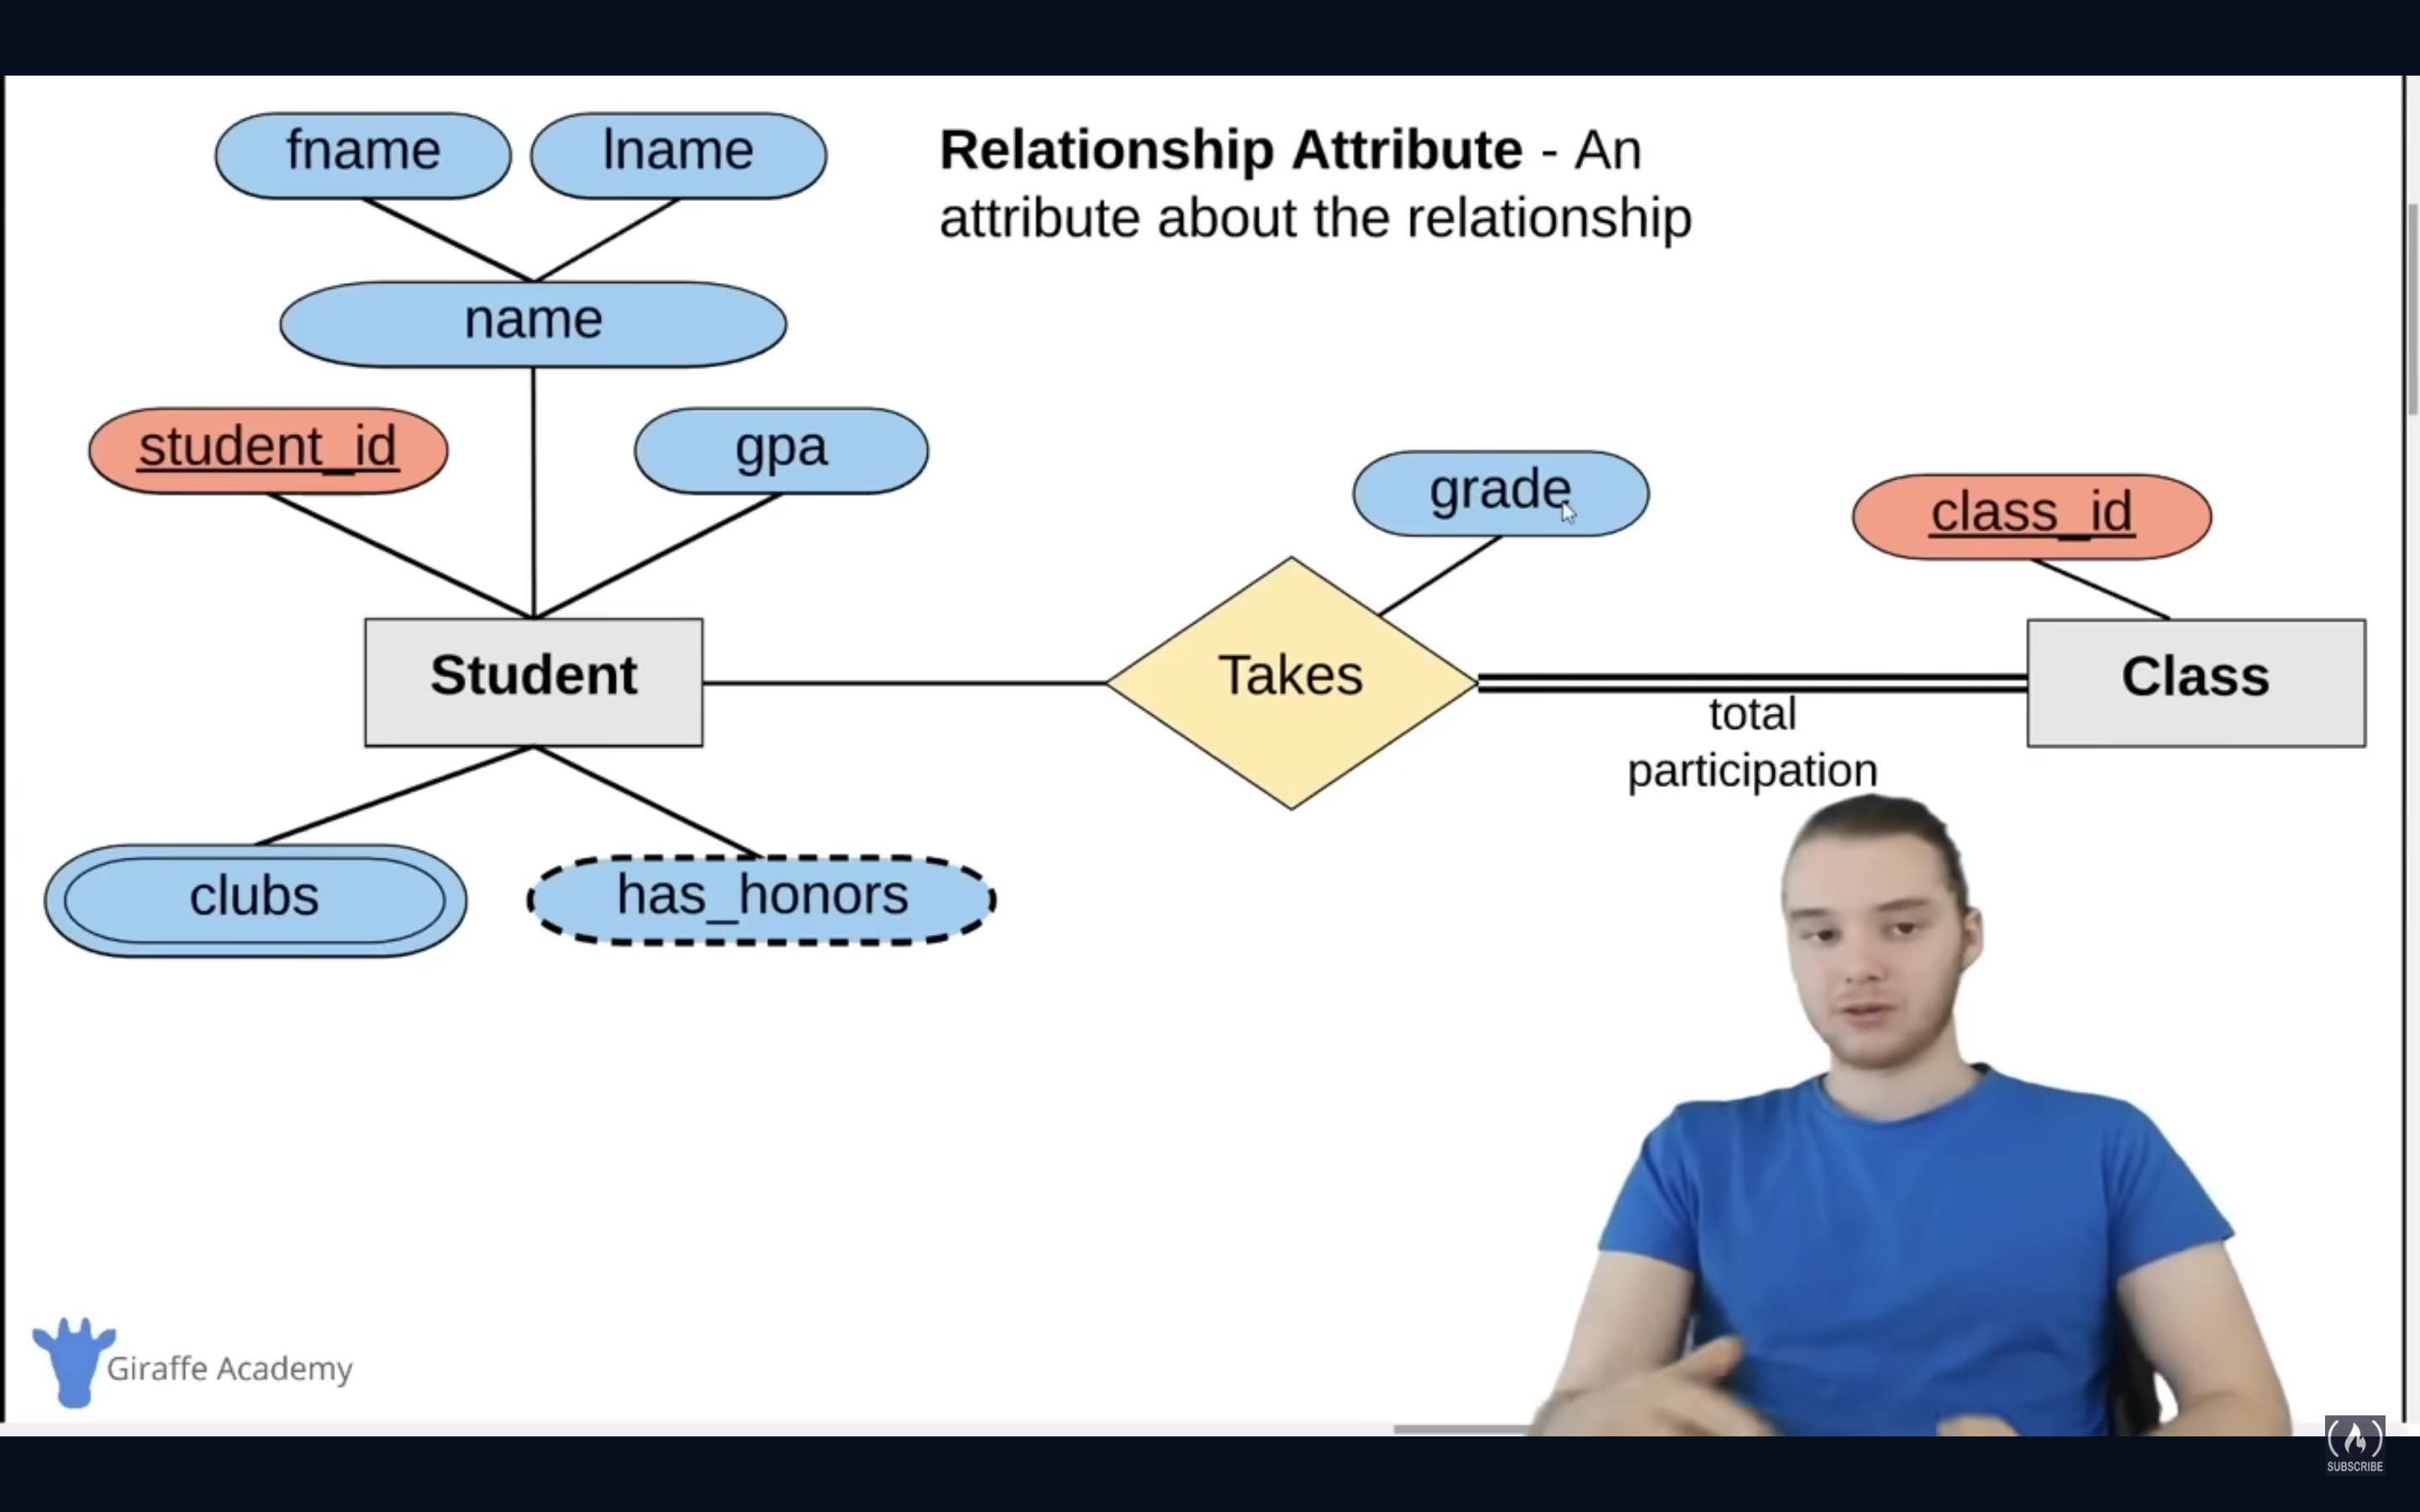 fname
lname
Relationship Attribute - An
attribute about the relationship
name
student_id
gpa
grade
class_id
Student
Takes
Class
total
participation
clubs
has_honors
Giraffe Academy
SUBSCRIBE